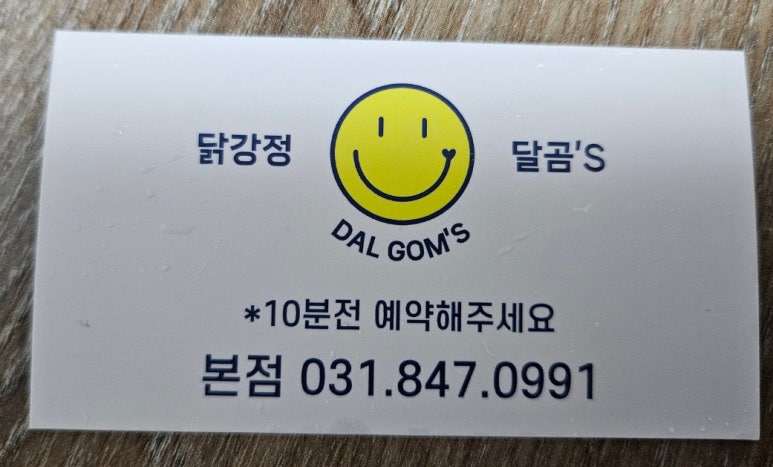 닭강정
달곰'S
DAL GOM'S
*10분전 예약해주세요
본점 031.847.0991